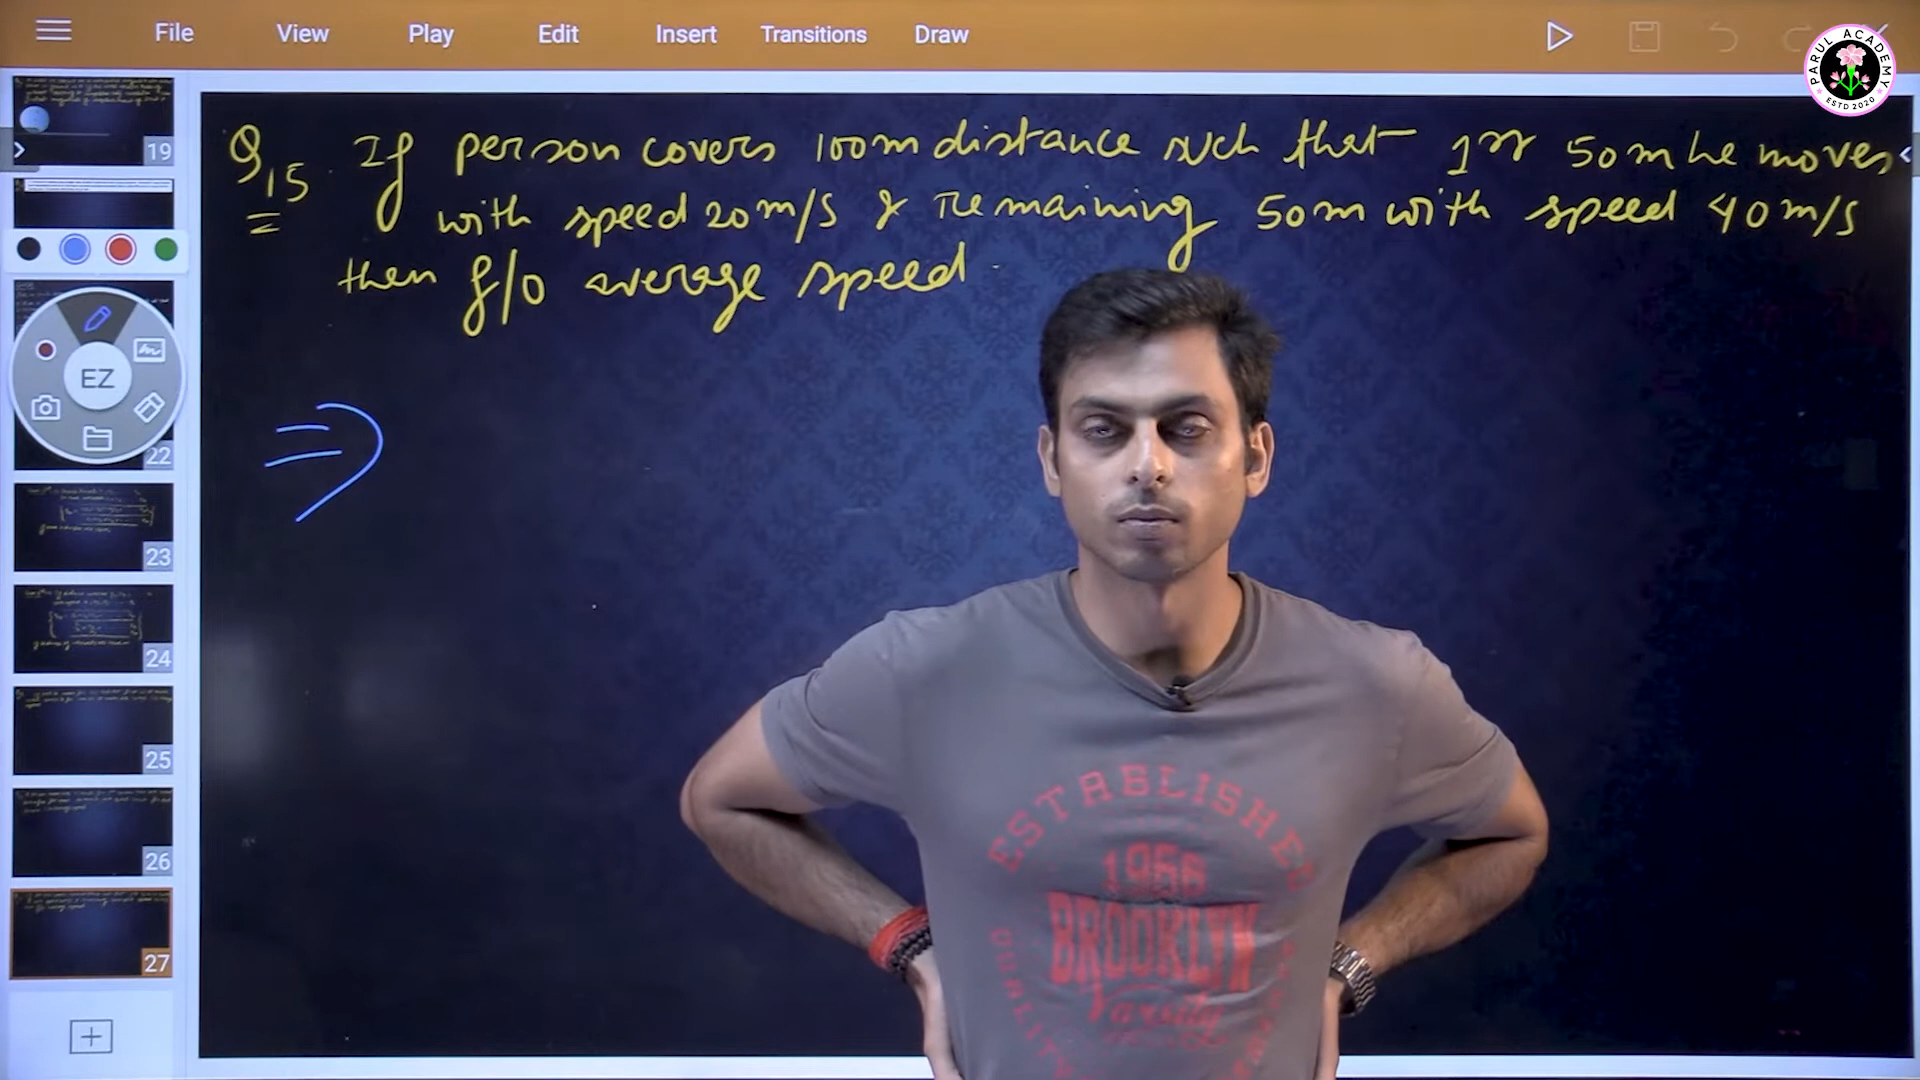 File View Play Edit Insert Transitions Draw
PARUL ACADEMY
ESTD 2020
Q15 If person covers 100m distance such that 1st 50m he moves
with speed 20m/s & remaining 50m with speed 40m/s
then f/o average speed.
19
EZ
22
23
24
25
26
27
ESTABLISHED
1966
BROOKLYN
Varsity